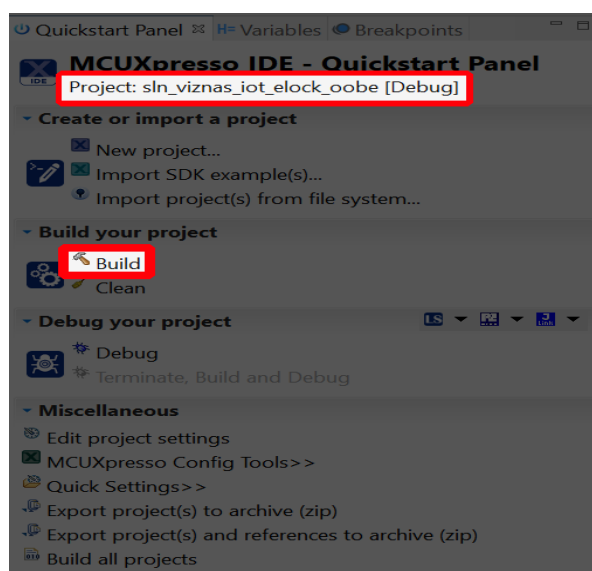 Quickstart Panel Variables Breakpoints
IDE
MCUXpresso IDE - Quickstart Panel
Project: sln_viznas_iot_elock_oobe [Debug]
Create or import a project
New project...
Import SDK example(s)...
Import project(s) from file system...
Build your project
Build
Clean
Debug your project
Debug
Terminate, Build and Debug
Miscellaneous
Edit project settings
MCUXpresso Config Tools>>
Quick Settings>>
Export project(s) to archive (zip)
Export project(s) and references to archive (zip)
Build all projects